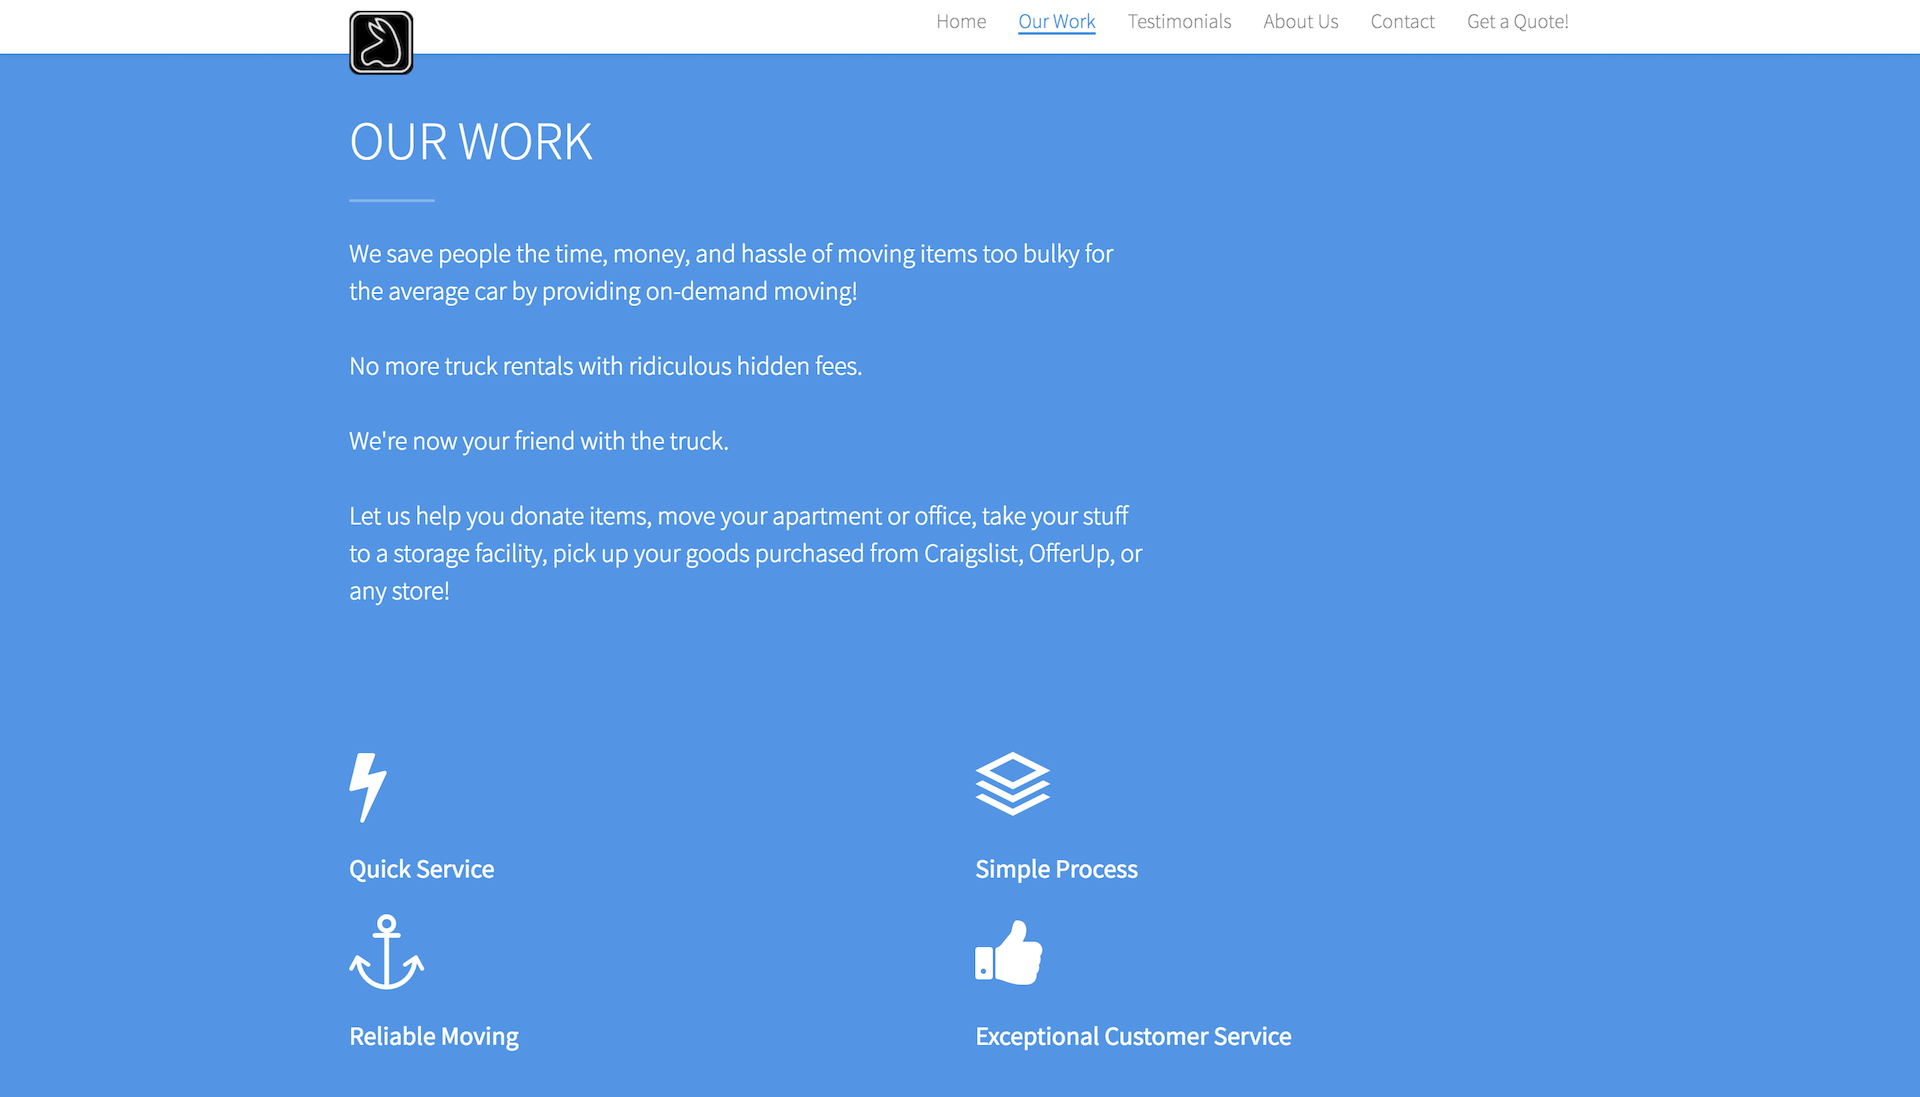 Home Our Work Testimonials About Us Contact Get a Quote!
OUR WORK
We save people the time, money, and hassle of moving items too bulky for
the average car by providing on-demand moving!
No more truck rentals with ridiculous hidden fees.
We're now your friend with the truck.
Let us help you donate items, move your apartment or office, take your stuff
to a storage facility, pick up your goods purchased from Craigslist, OfferUp, or
any store!
Quick Service
Simple Process
Reliable Moving
Exceptional Customer Service